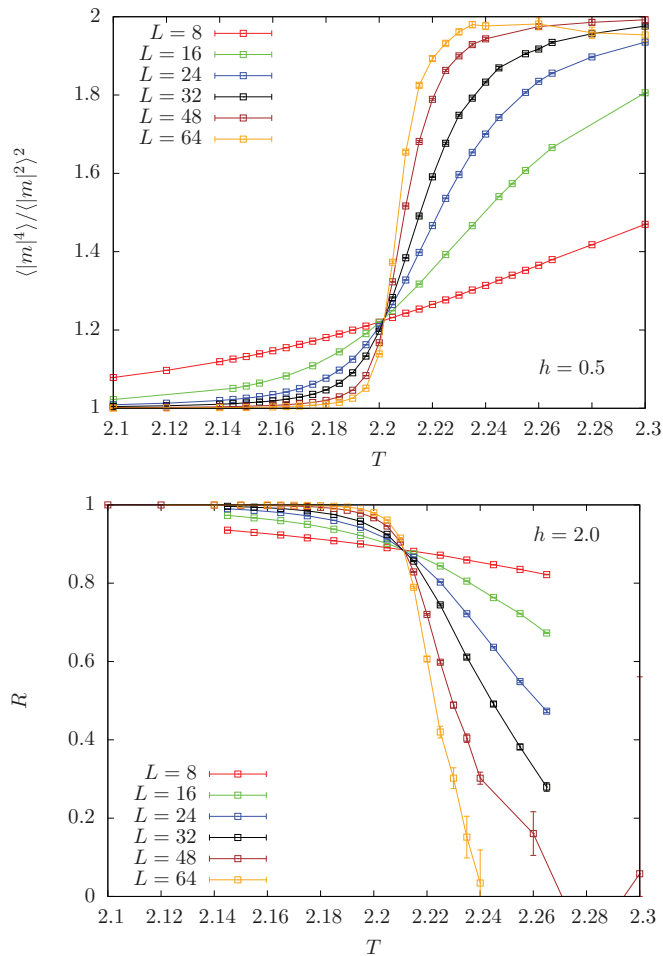 2
L = 8
L = 16
L = 24
L = 32
L = 48
L = 64
1.8
1.6
⟨|m|⁴⟩/⟨|m|²⟩²
1.4
1.2
h = 0.5
1
2.1 2.12 2.14 2.16 2.18 2.2 2.22 2.24 2.26 2.28 2.3
T
1
h = 2.0
0.8
0.6
R
0.4
L = 8
L = 16
L = 24
L = 32
L = 48
L = 64
0.2
0
2.1 2.12 2.14 2.16 2.18 2.2 2.22 2.24 2.26 2.28 2.3
T